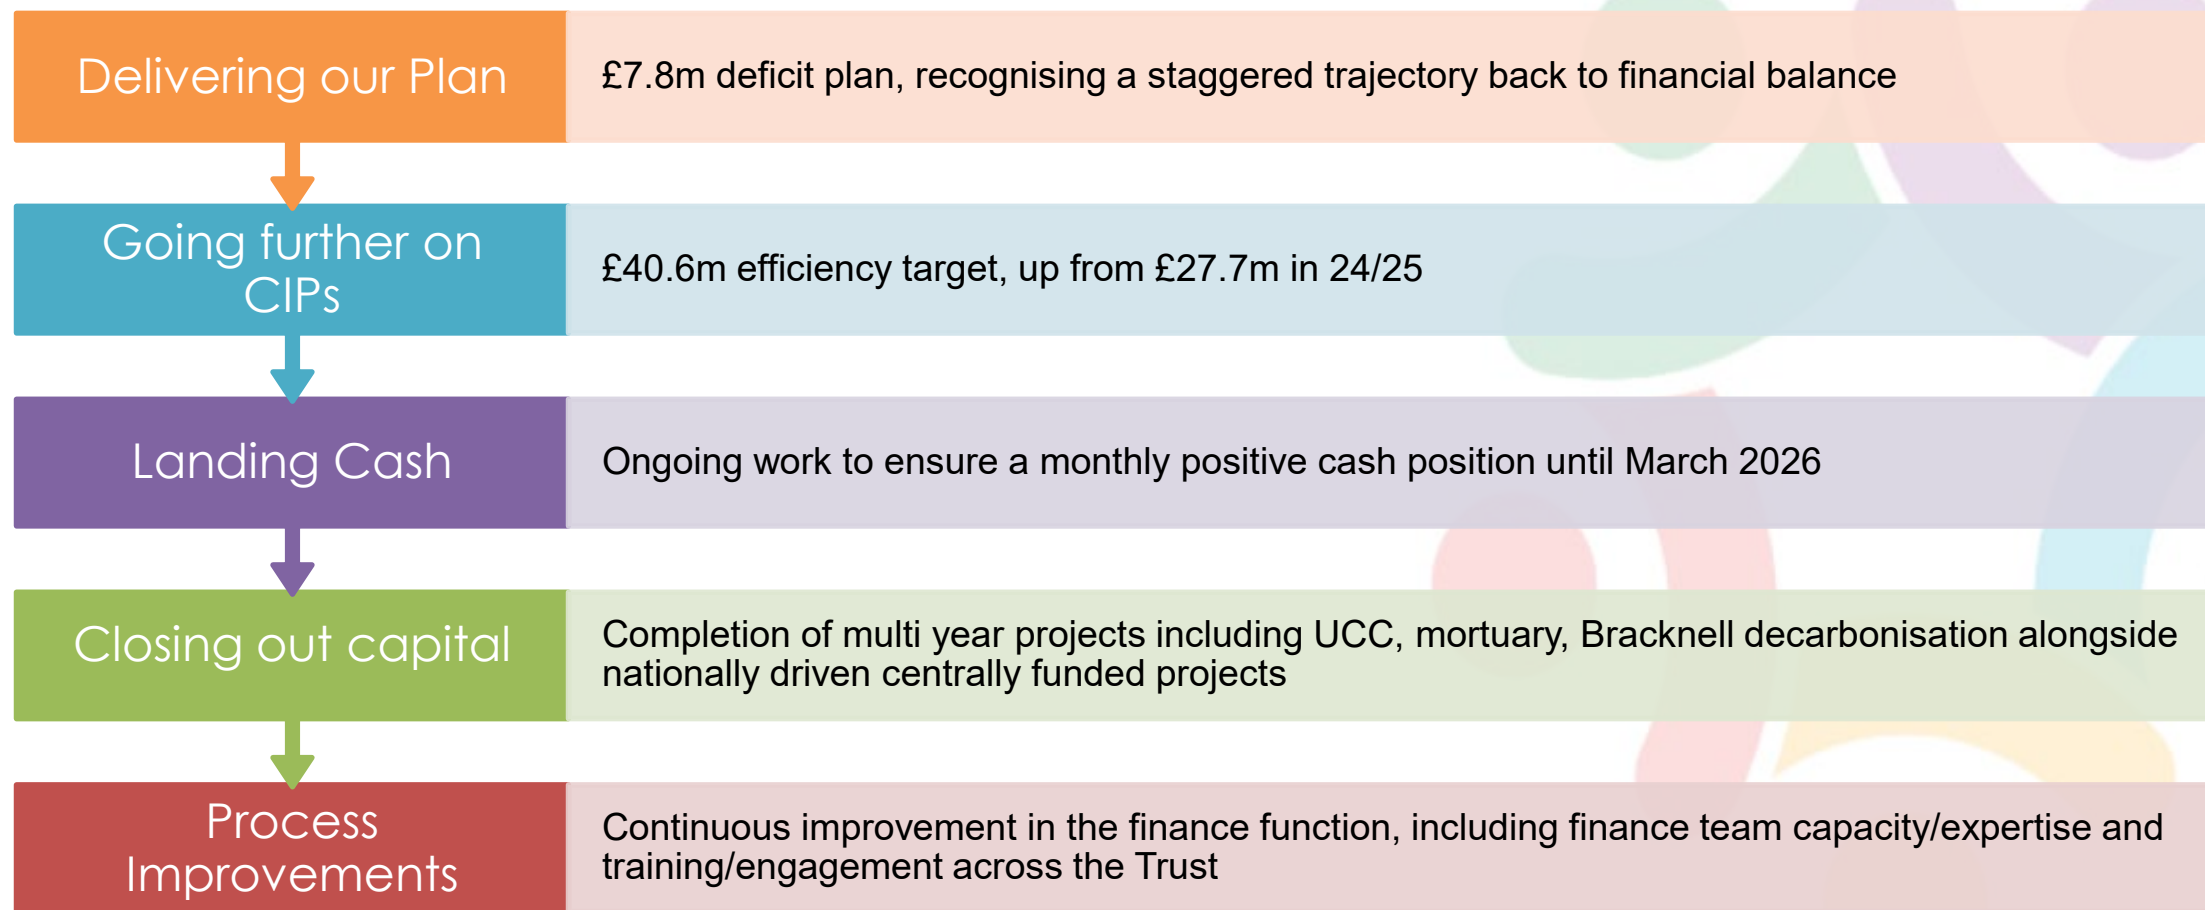 Delivering our Plan
£7.8m deficit plan, recognising a staggered trajectory back to financial balance
Going further on
CIPs
£40.6m efficiency target, up from £27.7m in 24/25
Landing Cash
Ongoing work to ensure a monthly positive cash position until March 2026
Closing out capital
Completion of multi year projects including UCC, mortuary, Bracknell decarbonisation alongside
nationally driven centrally funded projects
Process
Improvements
Continuous improvement in the finance function, including finance team capacity/expertise and
training/engagement across the Trust